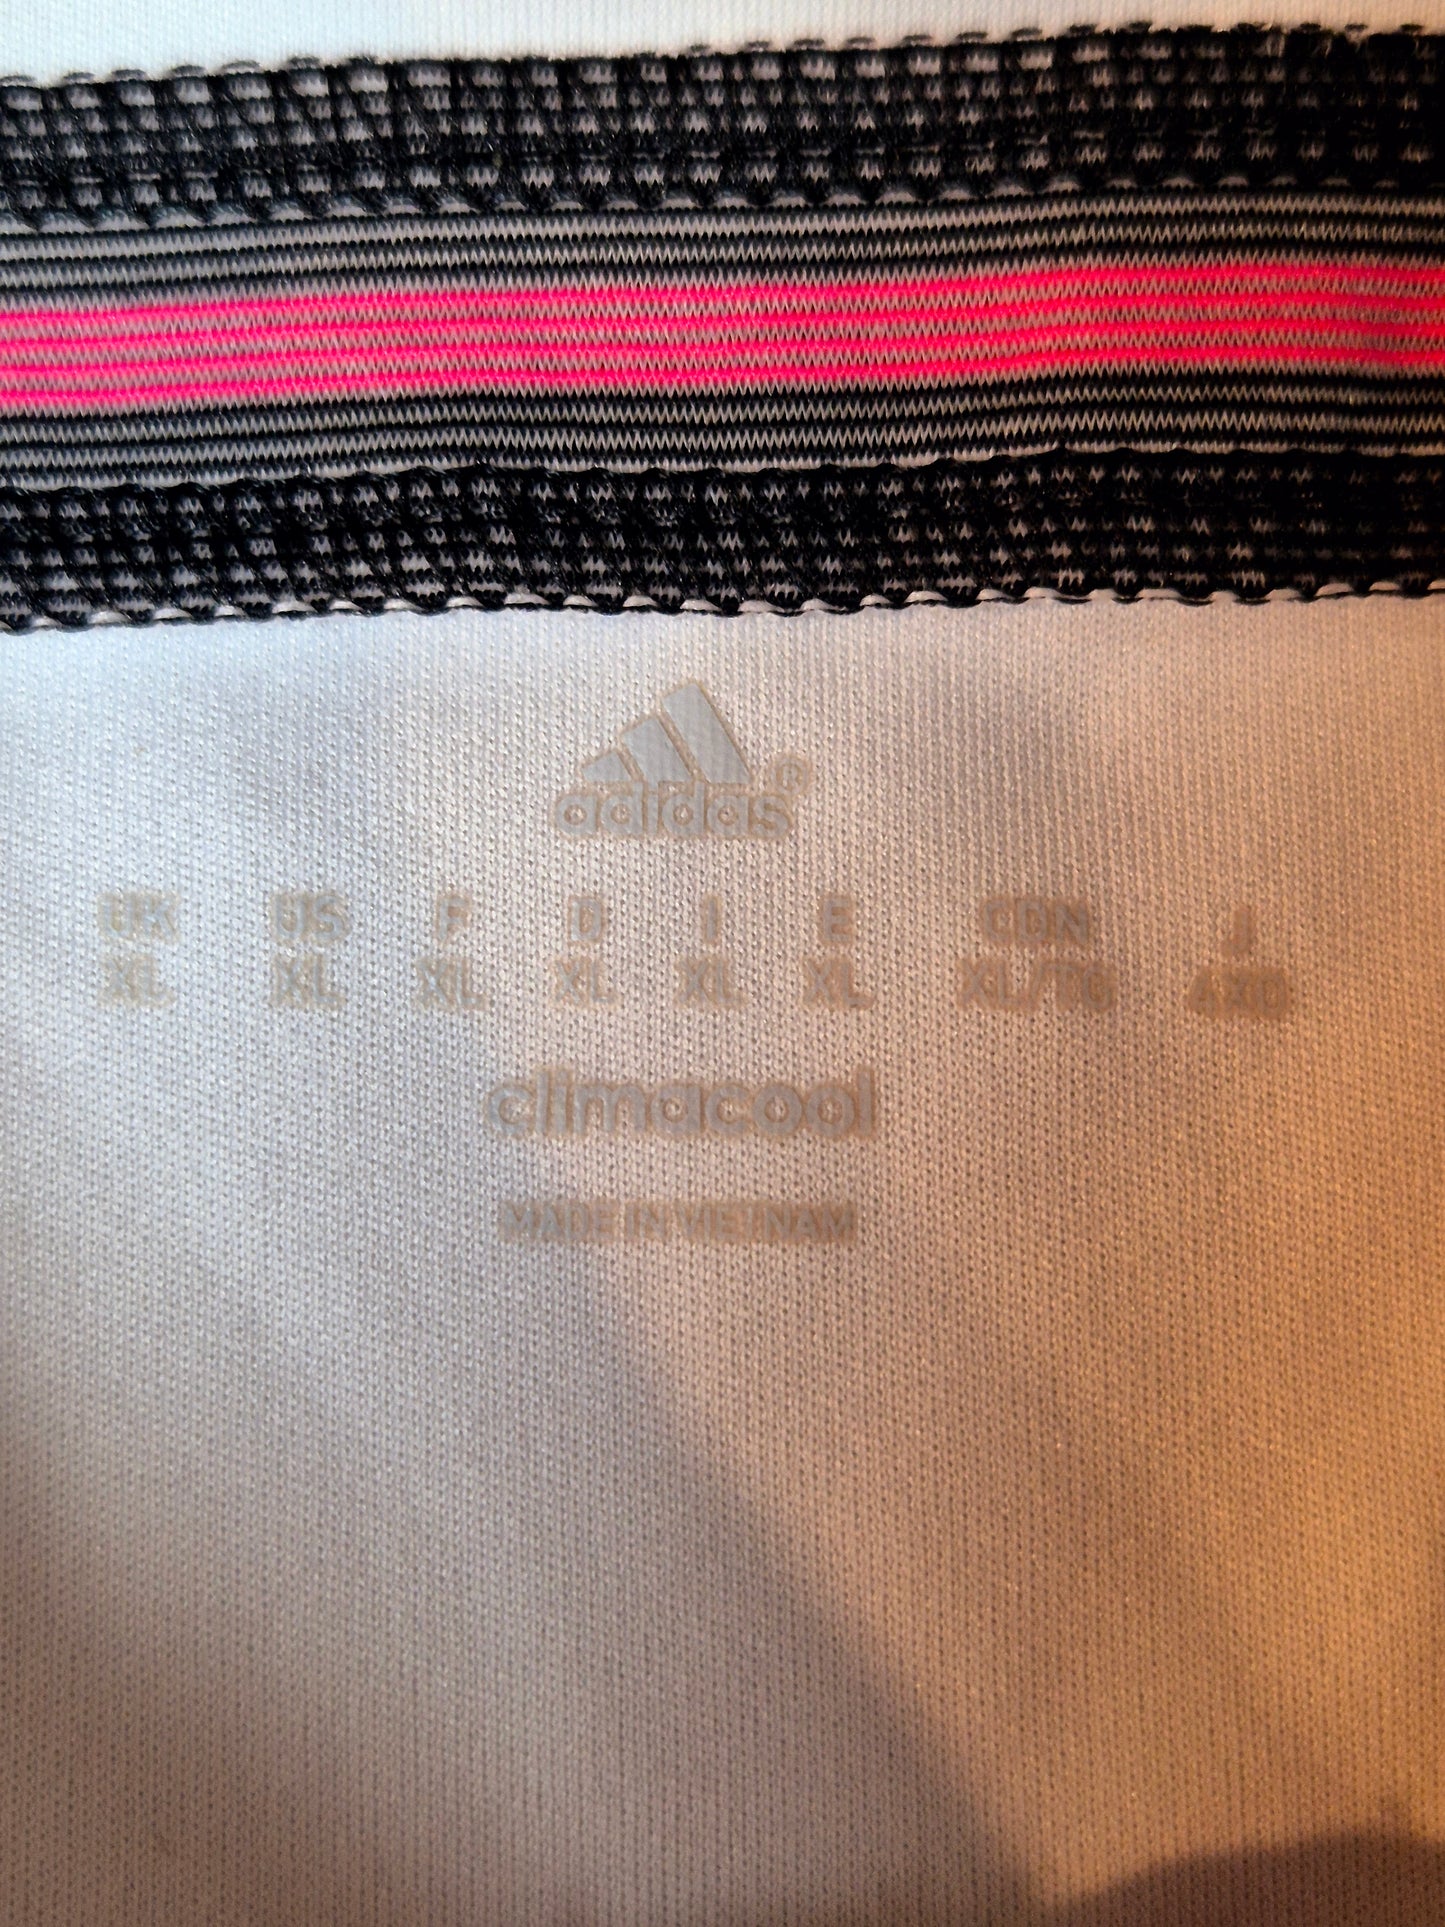 adidas®
UK US F D I E CDN J
XL XL XL XL XL XL XL/TG 4XO
climacool
MADE IN VIETNAM